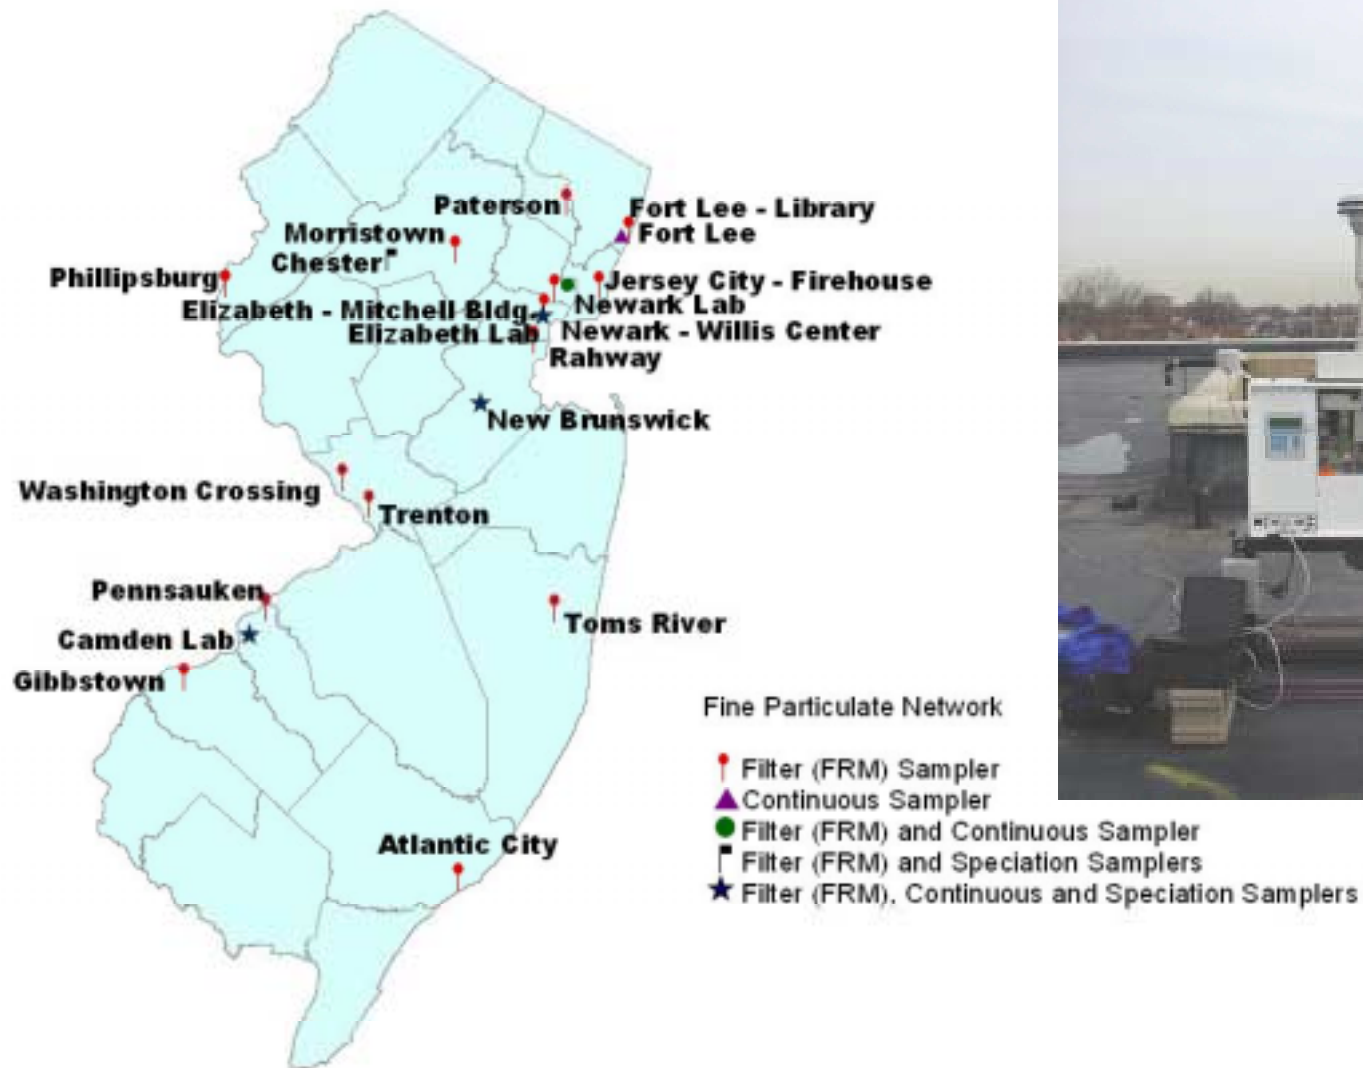 Paterson
Fort Lee - Library
Morristown
Fort Lee
Chester
Phillipsburg
Jersey City - Firehouse
Elizabeth - Mitchell Bldg.
Newark Lab
Elizabeth Lab
Newark - Willis Center
Rahway
New Brunswick
Washington Crossing
Trenton
Pennsauken
Toms River
Camden Lab
Gibbstown
Fine Particulate Network
Filter (FRM) Sampler
Continuous Sampler
Filter (FRM) and Continuous Sampler
Atlantic City
Filter (FRM) and Speciation Samplers
Filter (FRM), Continuous and Speciation Samplers